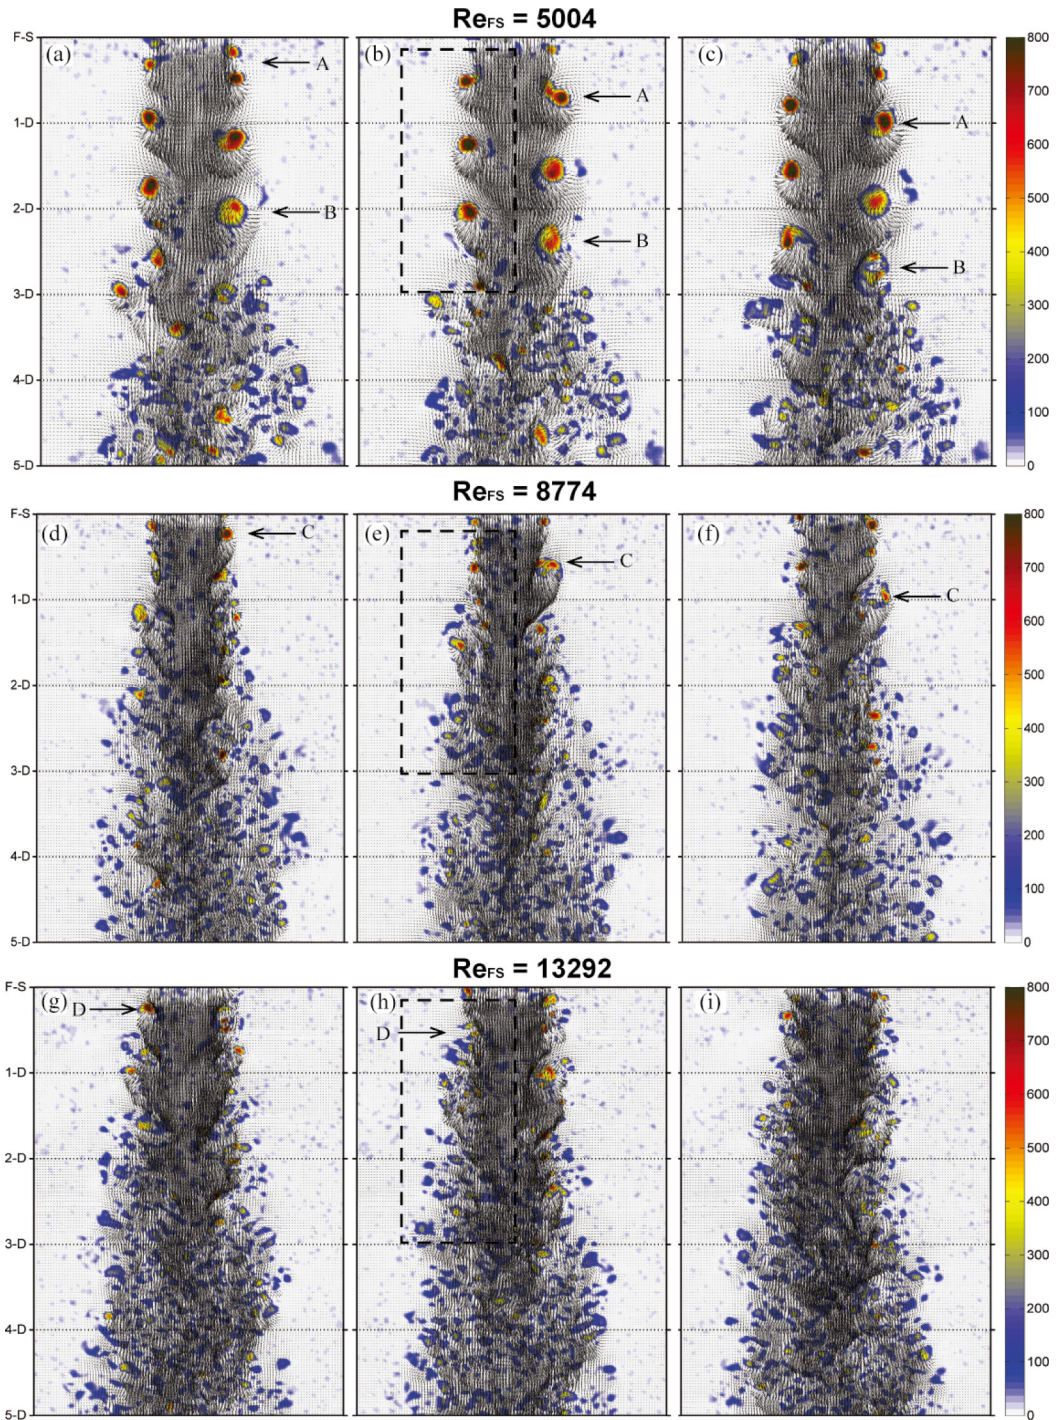 ReFS = 5004
F-S
1-D
2-D
3-D
4-D
5-D
(a)
A
B
(b)
A
B
(c)
A
B
800
700
600
500
400
300
200
100
0
ReFS = 8774
F-S
1-D
2-D
3-D
4-D
5-D
(d)
C
(e)
C
(f)
C
800
700
600
500
400
300
200
100
0
ReFS = 13292
F-S
1-D
2-D
3-D
4-D
5-D
(g)
D
(h)
D
(i)
800
700
600
500
400
300
200
100
0